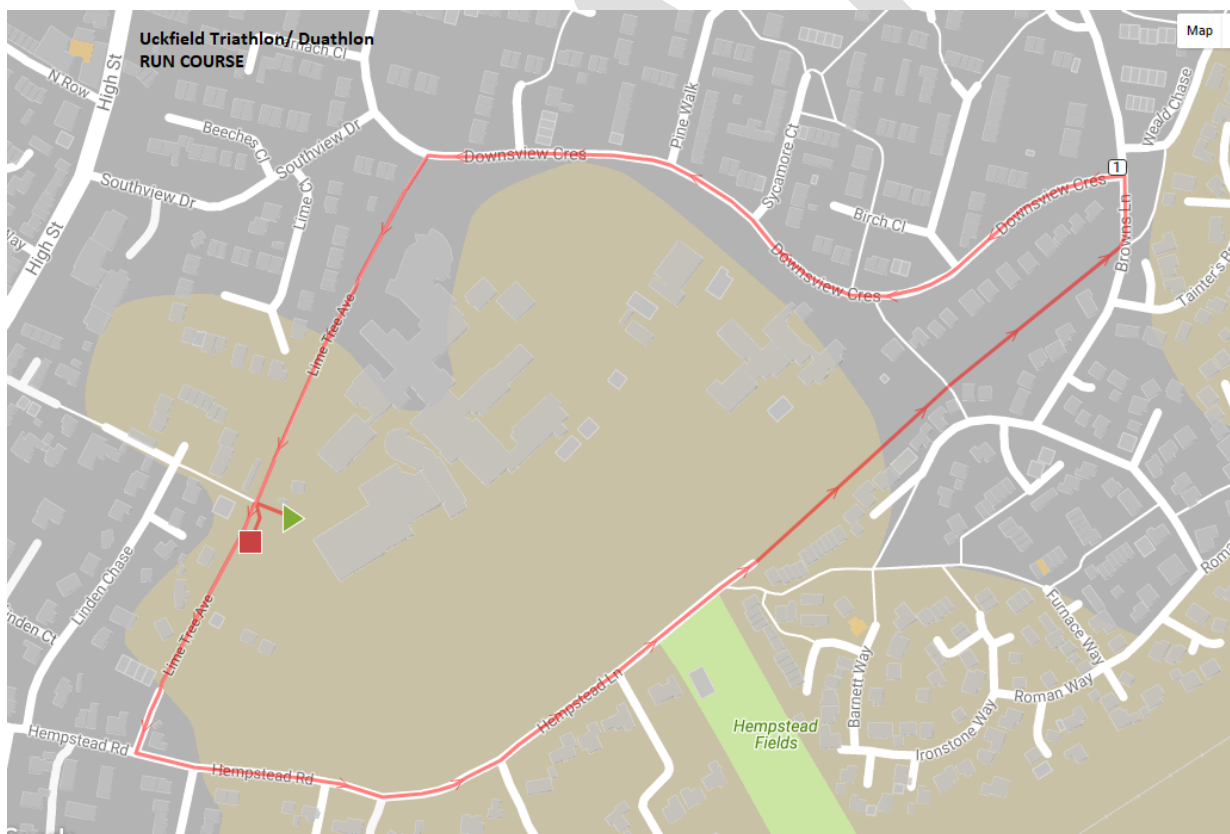 Uckfield Triathlon/ Duathlon
RUN COURSE
Map
High St
N Row
Beeches Cl
Southview Dr
Southview Dr
Lime Cl
High St
Downsview Cres
Pine Walk
Sycamore Ct
Birch Cl
Downsview Cres
Downsview Cres
1
Weald Chase
Browns Ln
Lime Tree Ave
Linden Chase
Lime Tree Ave
Hempstead Rd
Hempstead Rd
Hempstead Ln
Hempstead
Fields
Barnett Way
Ironstone Way
Furnace Way
Roman Way